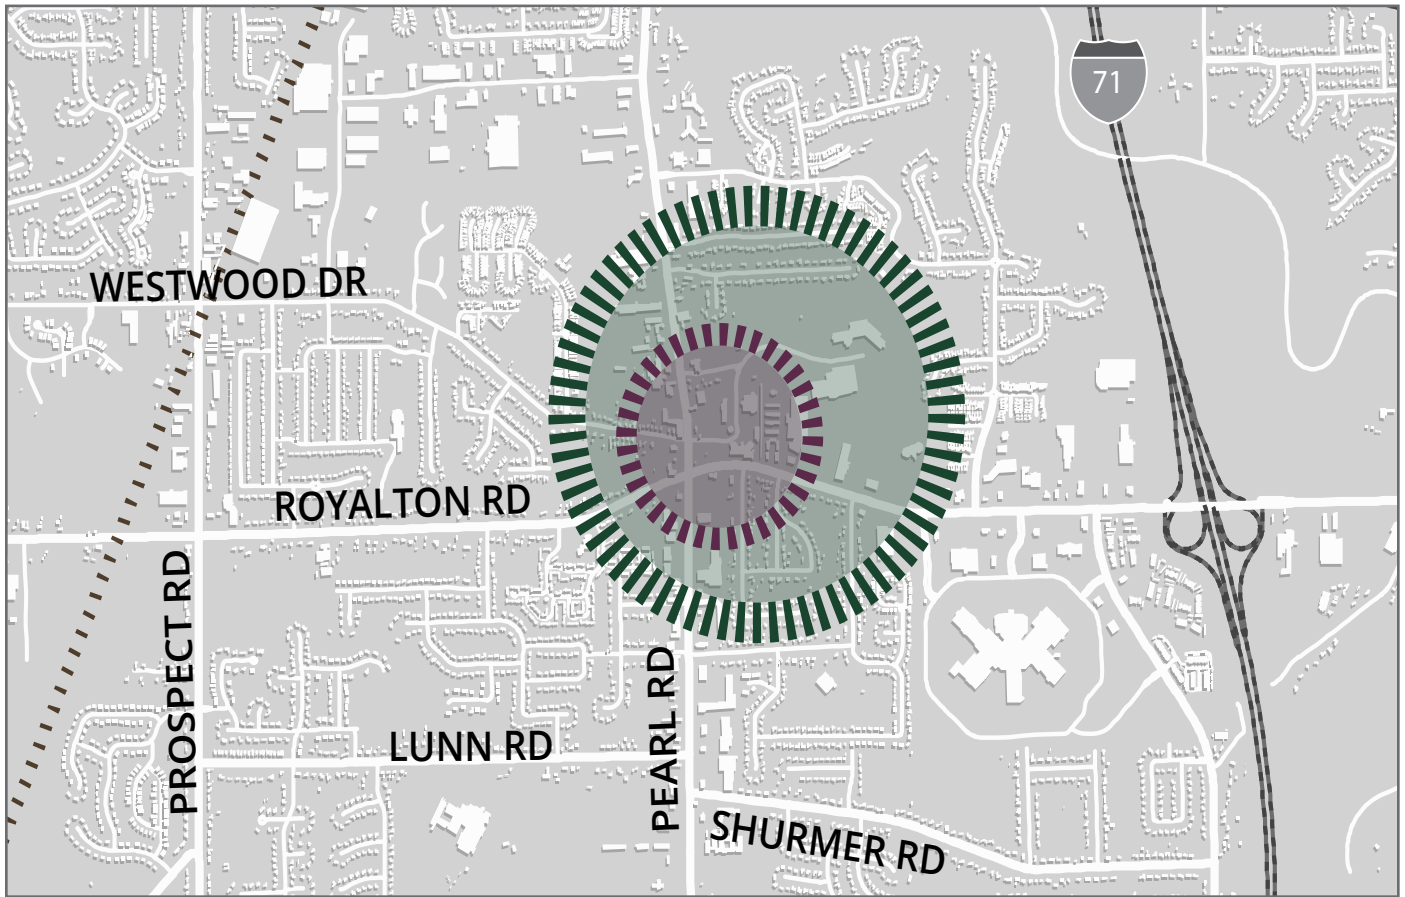 71
WESTWOOD DR
ROYALTON RD
PROSPECT RD
PEARL RD
LUNN RD
SHURMER RD